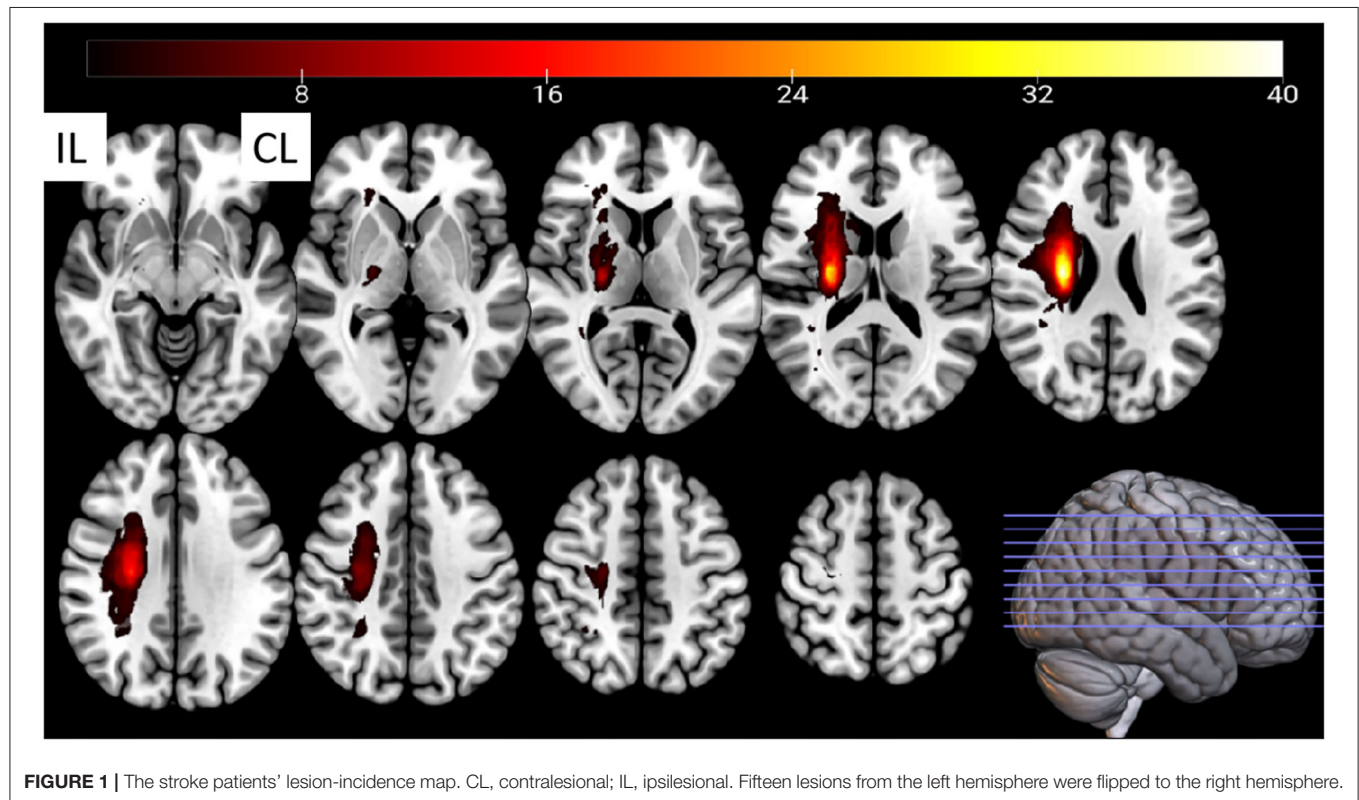 8 16 24 32 40
IL CL
FIGURE 1 | The stroke patients’ lesion-incidence map. CL, contralesional; IL, ipsilesional. Fifteen lesions from the left hemisphere were flipped to the right hemisphere.